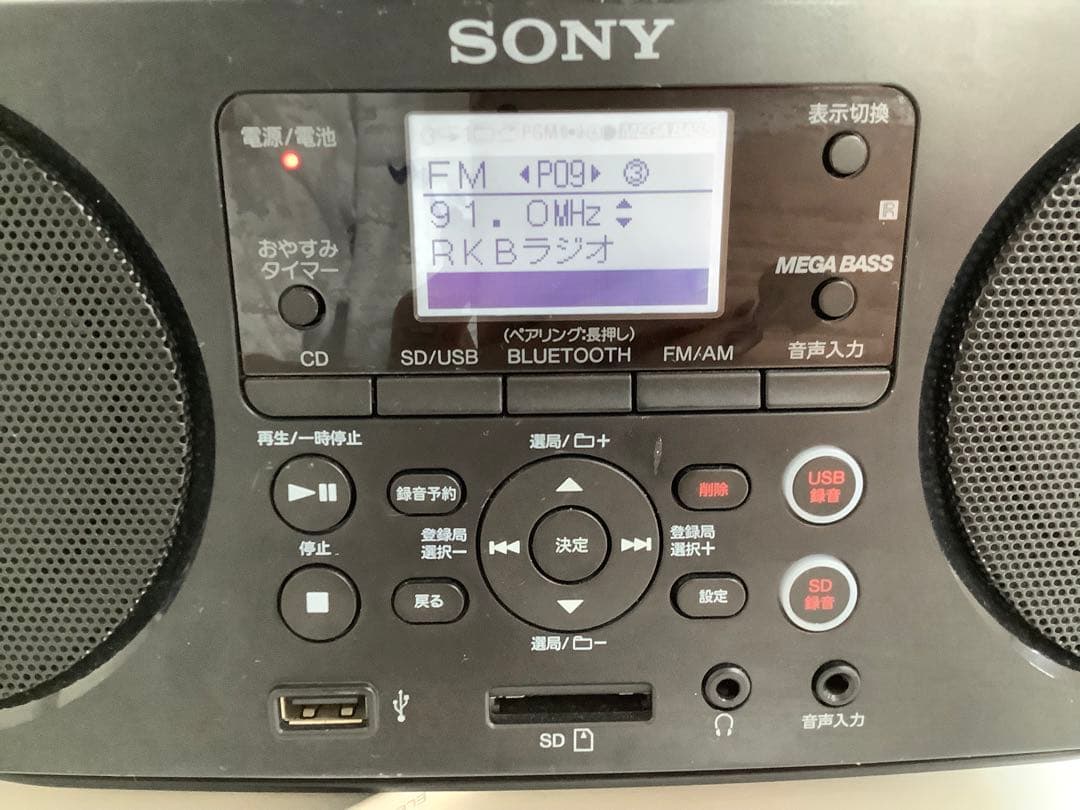 SONY
電源/電池
表示切換
FM ◀P09▶ ③
91.0MHz
RKBラジオ
おやすみ
タイマー
R
MEGA BASS
(ペアリング:長押し)
CD
SD/USB
BLUETOOTH
FM/AM
音声入力
再生/一時停止
選局/+
録音予約
削除
USB
録音
停止
登録局
選択−
決定
登録局
選択+
戻る
設定
SD
録音
選局/−
SD
音声入力